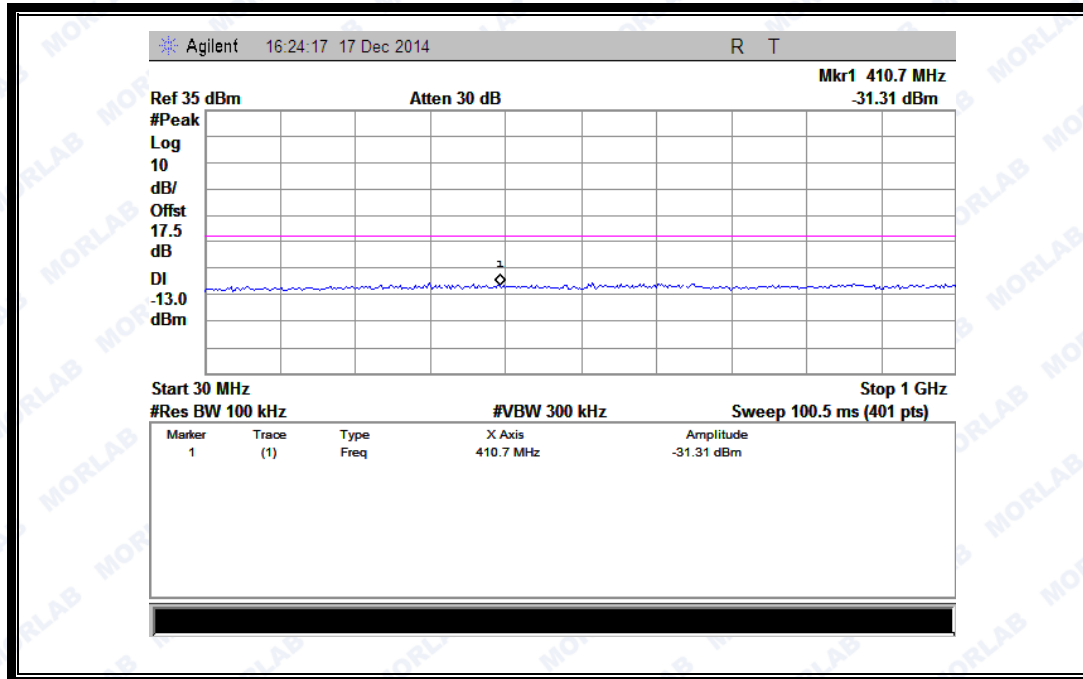 Agilent 16:24:17 17 Dec 2014 R T
Mkr1 410.7 MHz
Ref 35 dBm Atten 30 dB -31.31 dBm
#Peak
Log
10
dB/
Offst
17.5
dB
DI
-13.0
dBm
1
Start 30 MHz Stop 1 GHz
#Res BW 100 kHz #VBW 300 kHz Sweep 100.5 ms (401 pts)
Marker Trace Type X Axis Amplitude
1 (1) Freq 410.7 MHz -31.31 dBm
MORLAB